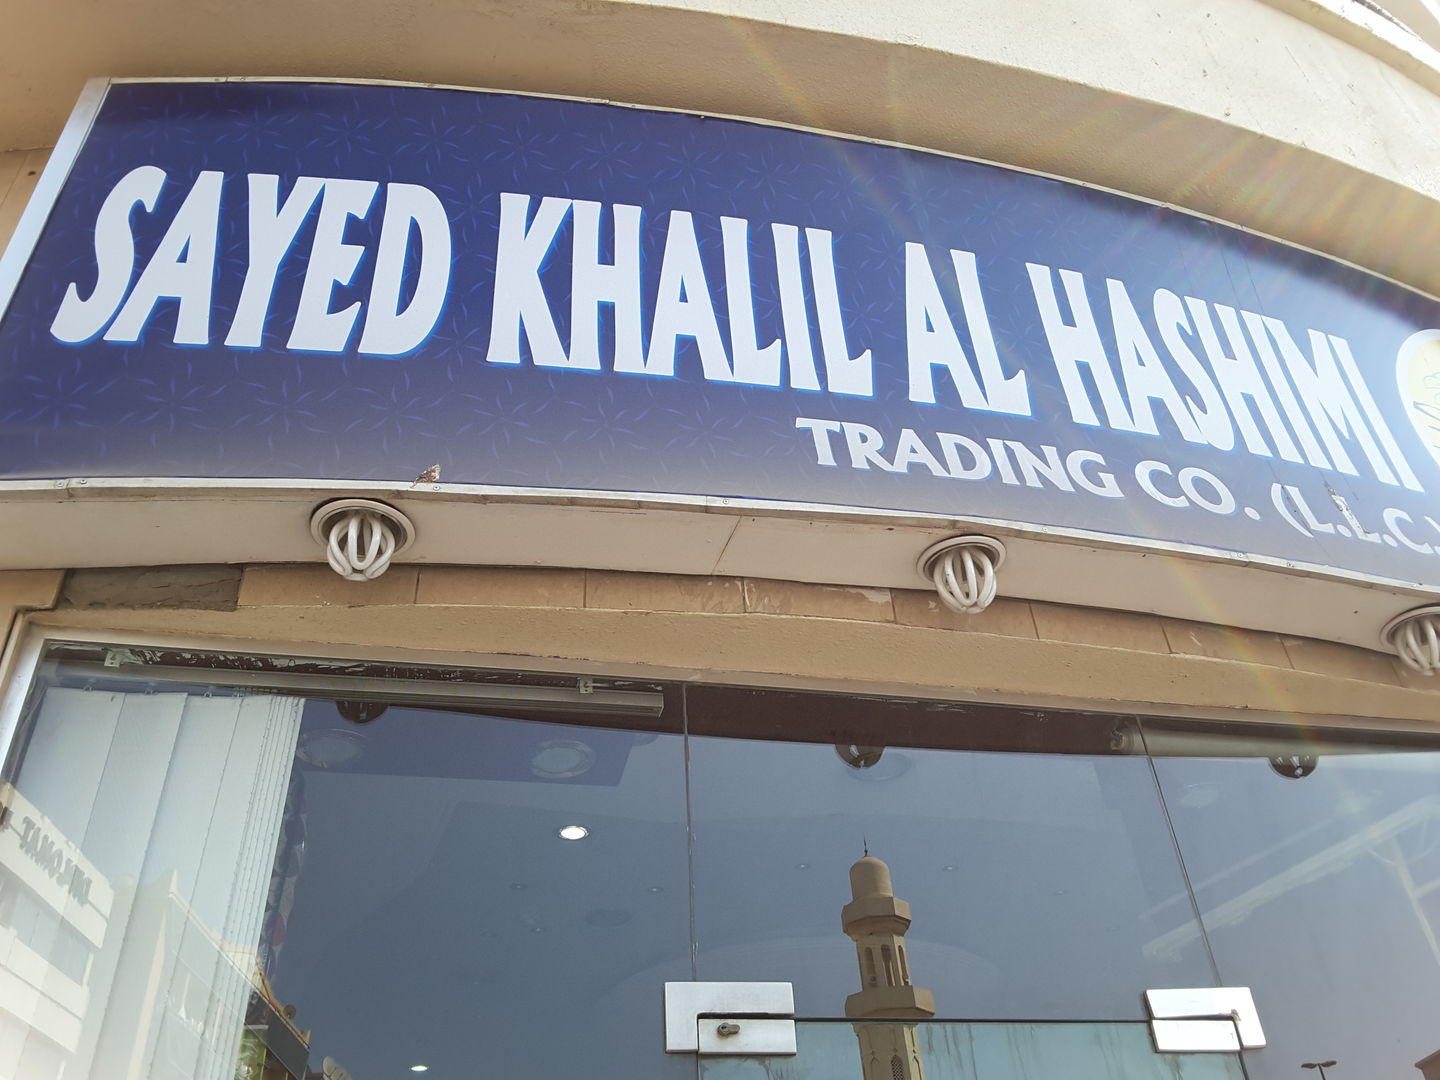 SAYED KHALIL AL HASHIMI
TRADING CO. (L.L.C.)